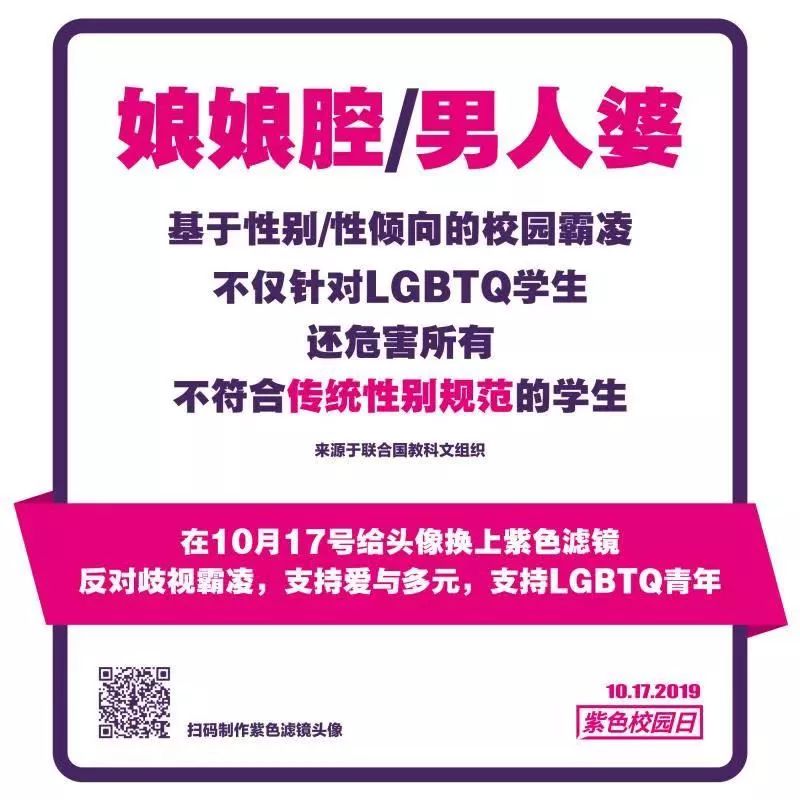 娘娘腔/男人婆
基于性别/性倾向的校园霸凌
不仅针对LGBTQ学生
还危害所有
不符合传统性别规范的学生
来源于联合国教科文组织
在10月17号给头像换上紫色滤镜
反对歧视霸凌，支持爱与多元，支持LGBTQ青年
扫码制作紫色滤镜头像
10.17.2019
紫色校园日